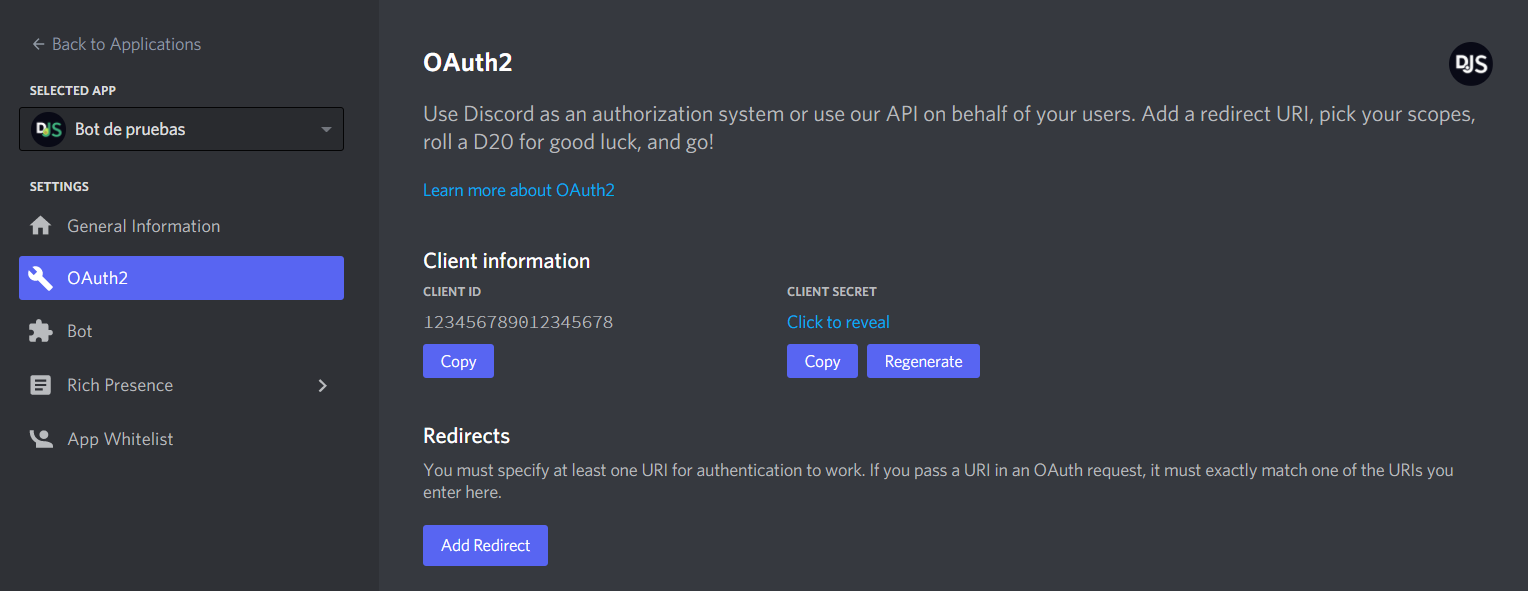 Back to Applications
SELECTED APP
DJS Bot de pruebas
SETTINGS
General Information
OAuth2
Bot
Rich Presence
App Whitelist
OAuth2
DJS
Use Discord as an authorization system or use our API on behalf of your users. Add a redirect URI, pick your scopes,
roll a D20 for good luck, and go!
Learn more about OAuth2
Client information
CLIENT ID
123456789012345678
Copy
CLIENT SECRET
Click to reveal
Copy Regenerate
Redirects
You must specify at least one URI for authentication to work. If you pass a URI in an OAuth request, it must exactly match one of the URIs you
enter here.
Add Redirect